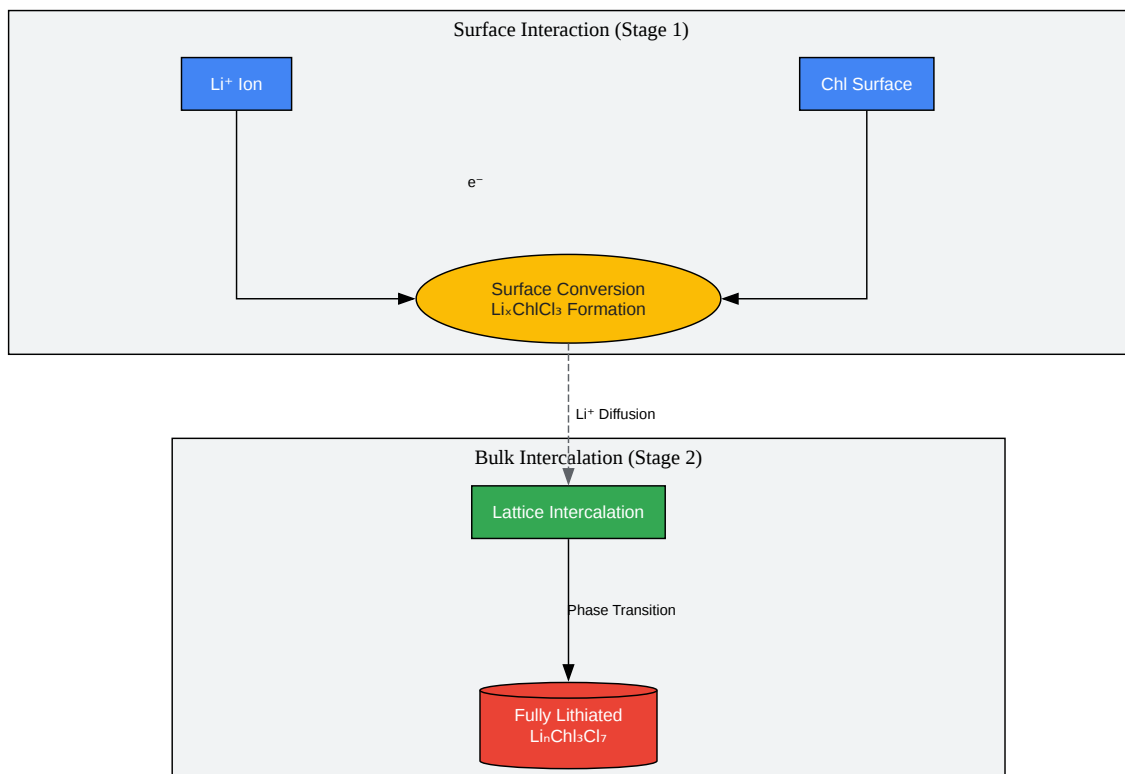 Surface Interaction (Stage 1)
Li⁺ Ion
Chl Surface
e⁻
Surface Conversion
LiₓChlCl₃ Formation
Li⁺ Diffusion
Bulk Intercalation (Stage 2)
Lattice Intercalation
Phase Transition
Fully Lithiated
LiₙChl₃Cl₇